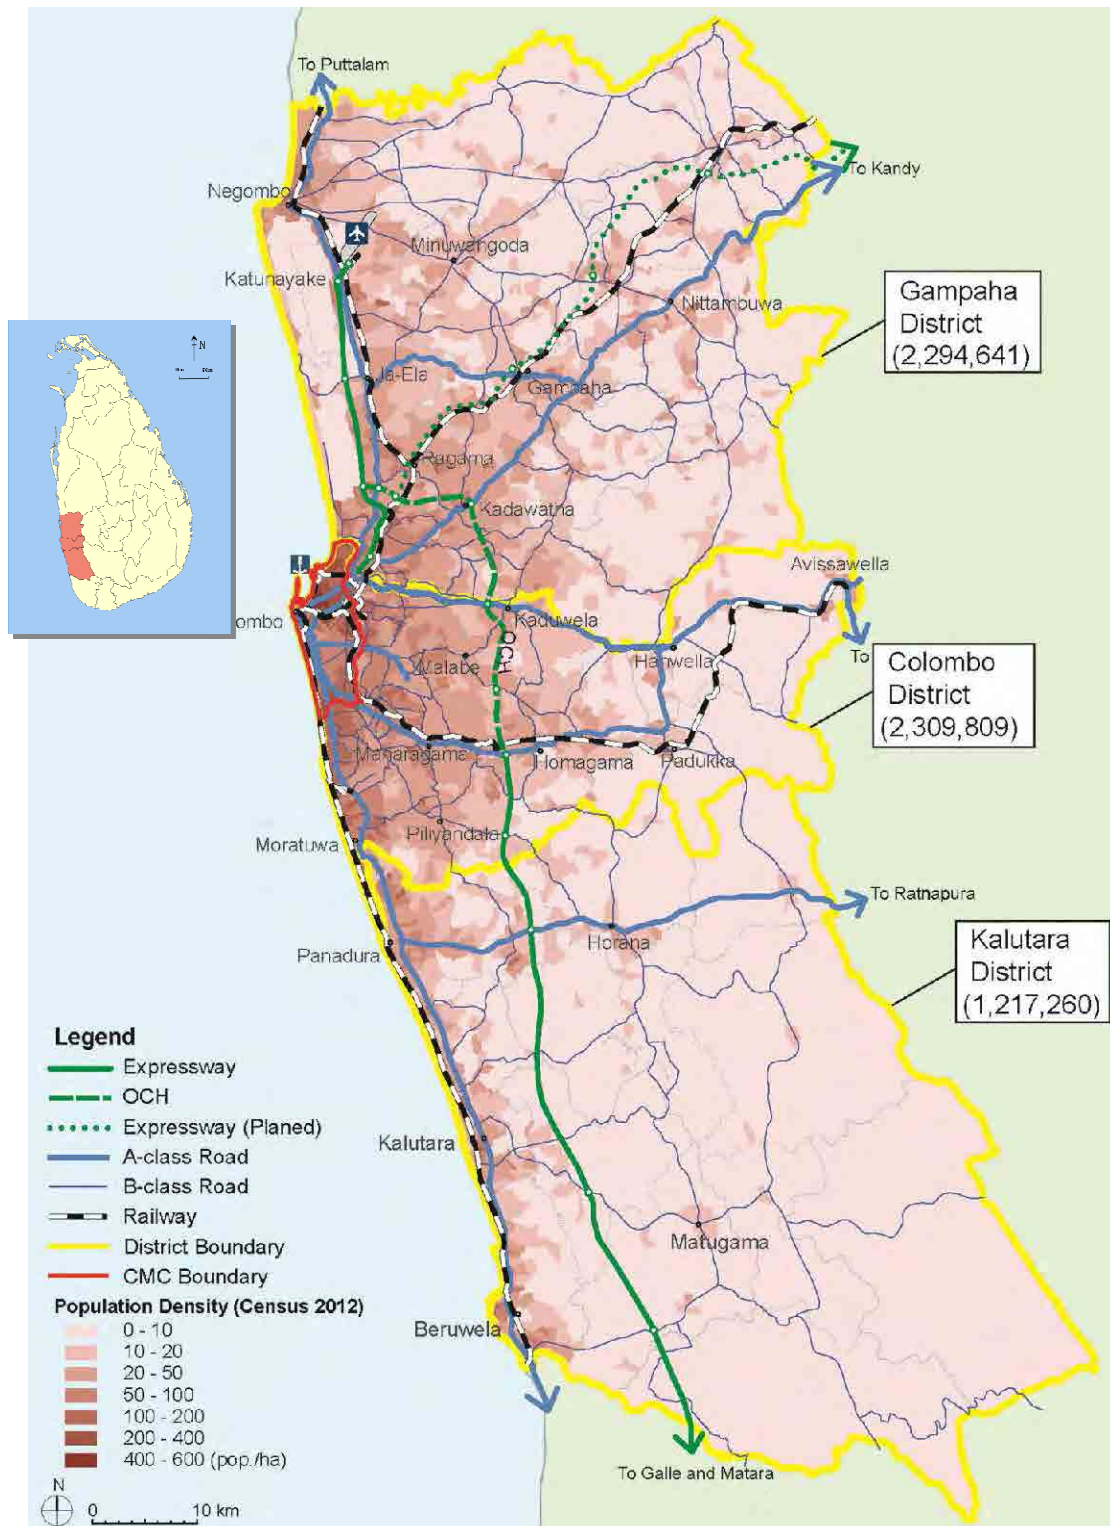 To Puttalam
To Kandy
Negombo
Minuwangoda
Katunayake
Nittambuwa
Gampaha
District
(2,294,641)
N
Ja-Ela
Gampaha
Ragama
Kadawatha
Avissawella
ombo
Kaduwela
OCH
Malabe
Hanwella
To
Colombo
District
(2,309,809)
Maharagama
Homagama
Padukka
Piliyandala
Moratuwa
To Ratnapura
Horana
Panadura
Kalutara
District
(1,217,260)
Legend
Expressway
OCH
Expressway (Planed)
A-class Road
B-class Road
Railway
District Boundary
CMC Boundary
Population Density (Census 2012)
0 - 10
10 - 20
20 - 50
50 - 100
100 - 200
200 - 400
400 - 600 (pop./ha)
Kalutara
Matugama
Beruwela
To Galle and Matara
N
0 10 km